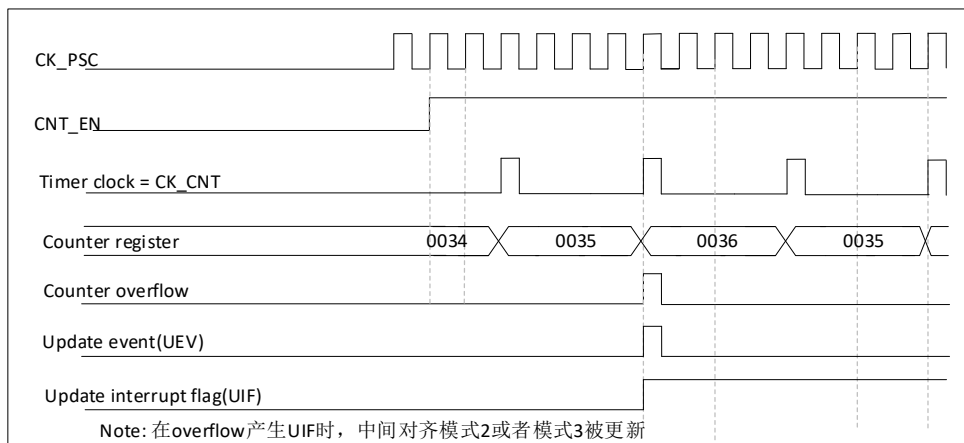 CK_PSC
CNT_EN
Timer clock = CK_CNT
Counter register
0034
0035
0036
0035
Counter overflow
Update event(UEV)
Update interrupt flag(UIF)
Note: 在overflow产生UIF时，中间对齐模式2或者模式3被更新